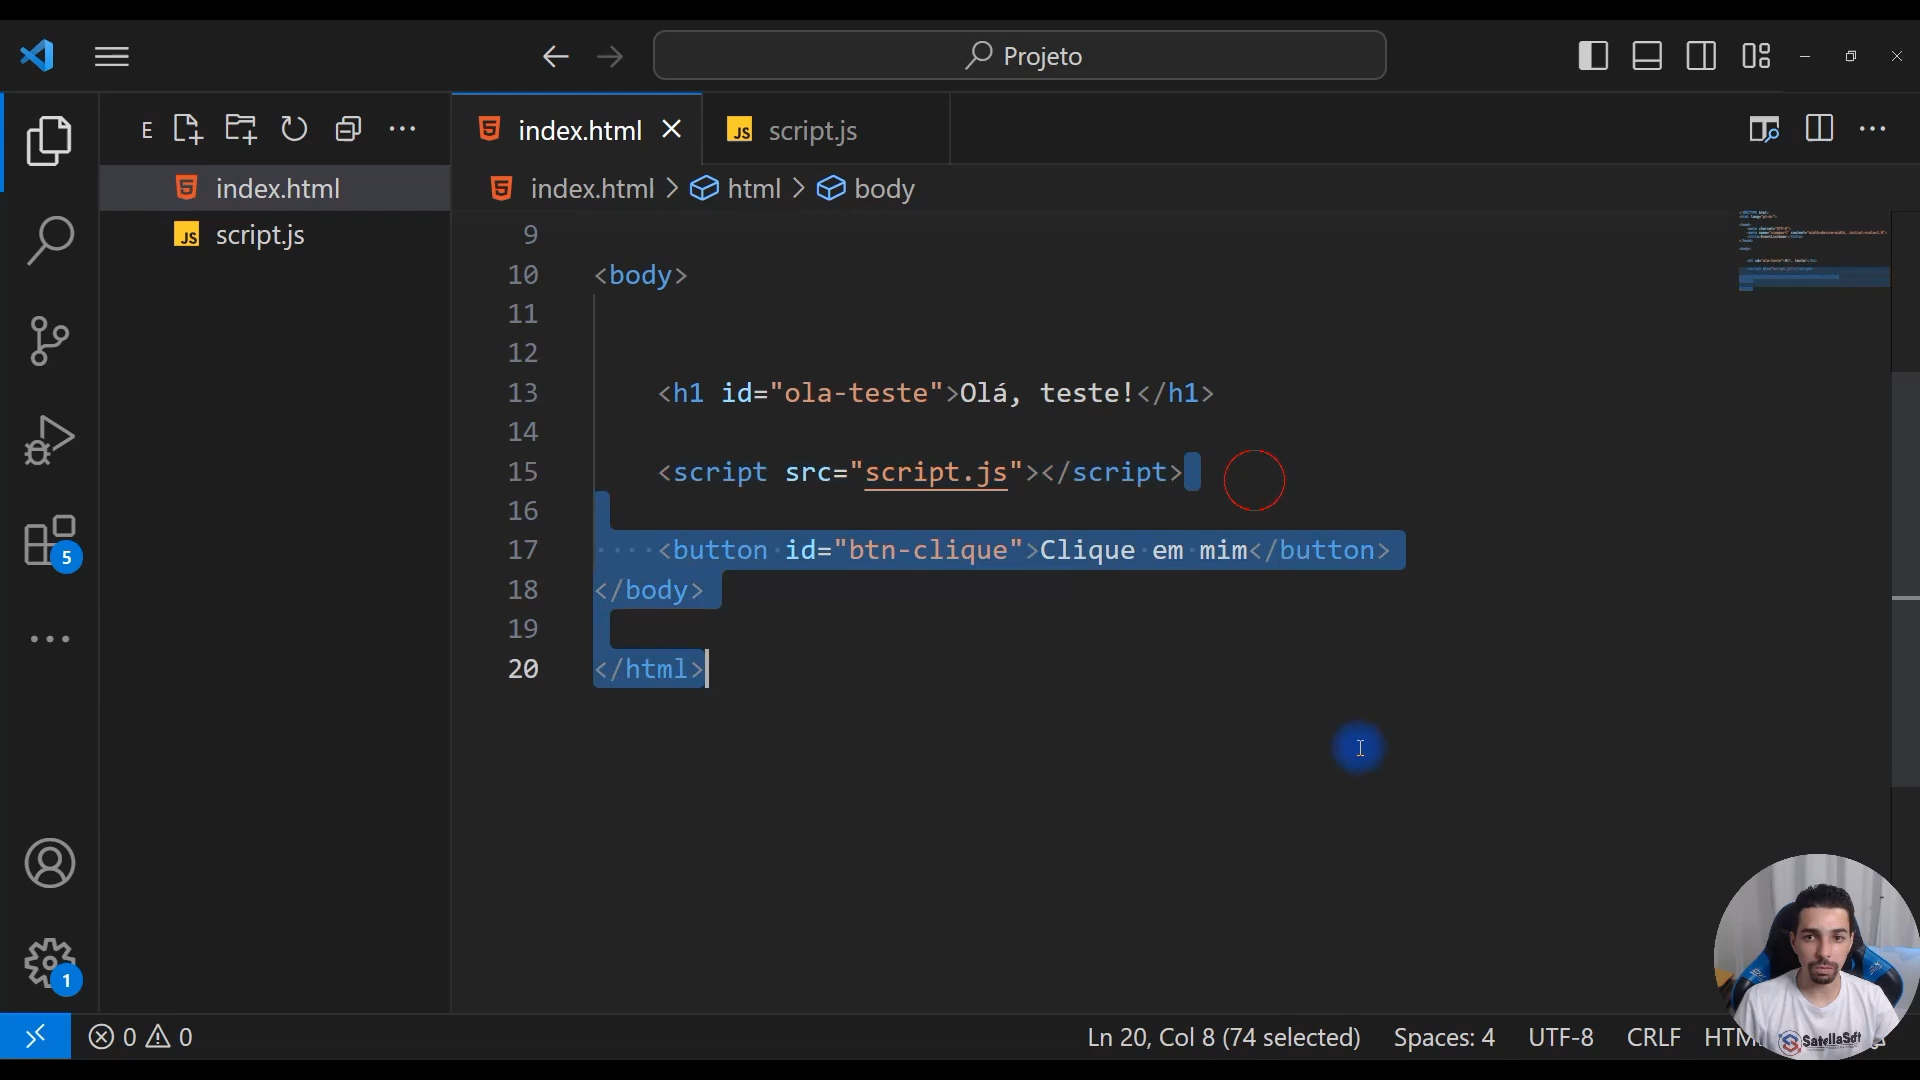 Projeto
E
index.html
script.js
index.html
script.js
index.html > html > body
9
10 <body>
11
12
13 <h1 id="ola-teste">Olá, teste!</h1>
14
15 <script src="script.js"></script>
16
17 <button id="btn-clique">Clique em mim</button>
18 </body>
19
20 </html>
5
1
0 0
Ln 20, Col 8 (74 selected)
Spaces: 4
UTF-8
CRLF
SatellaSoft